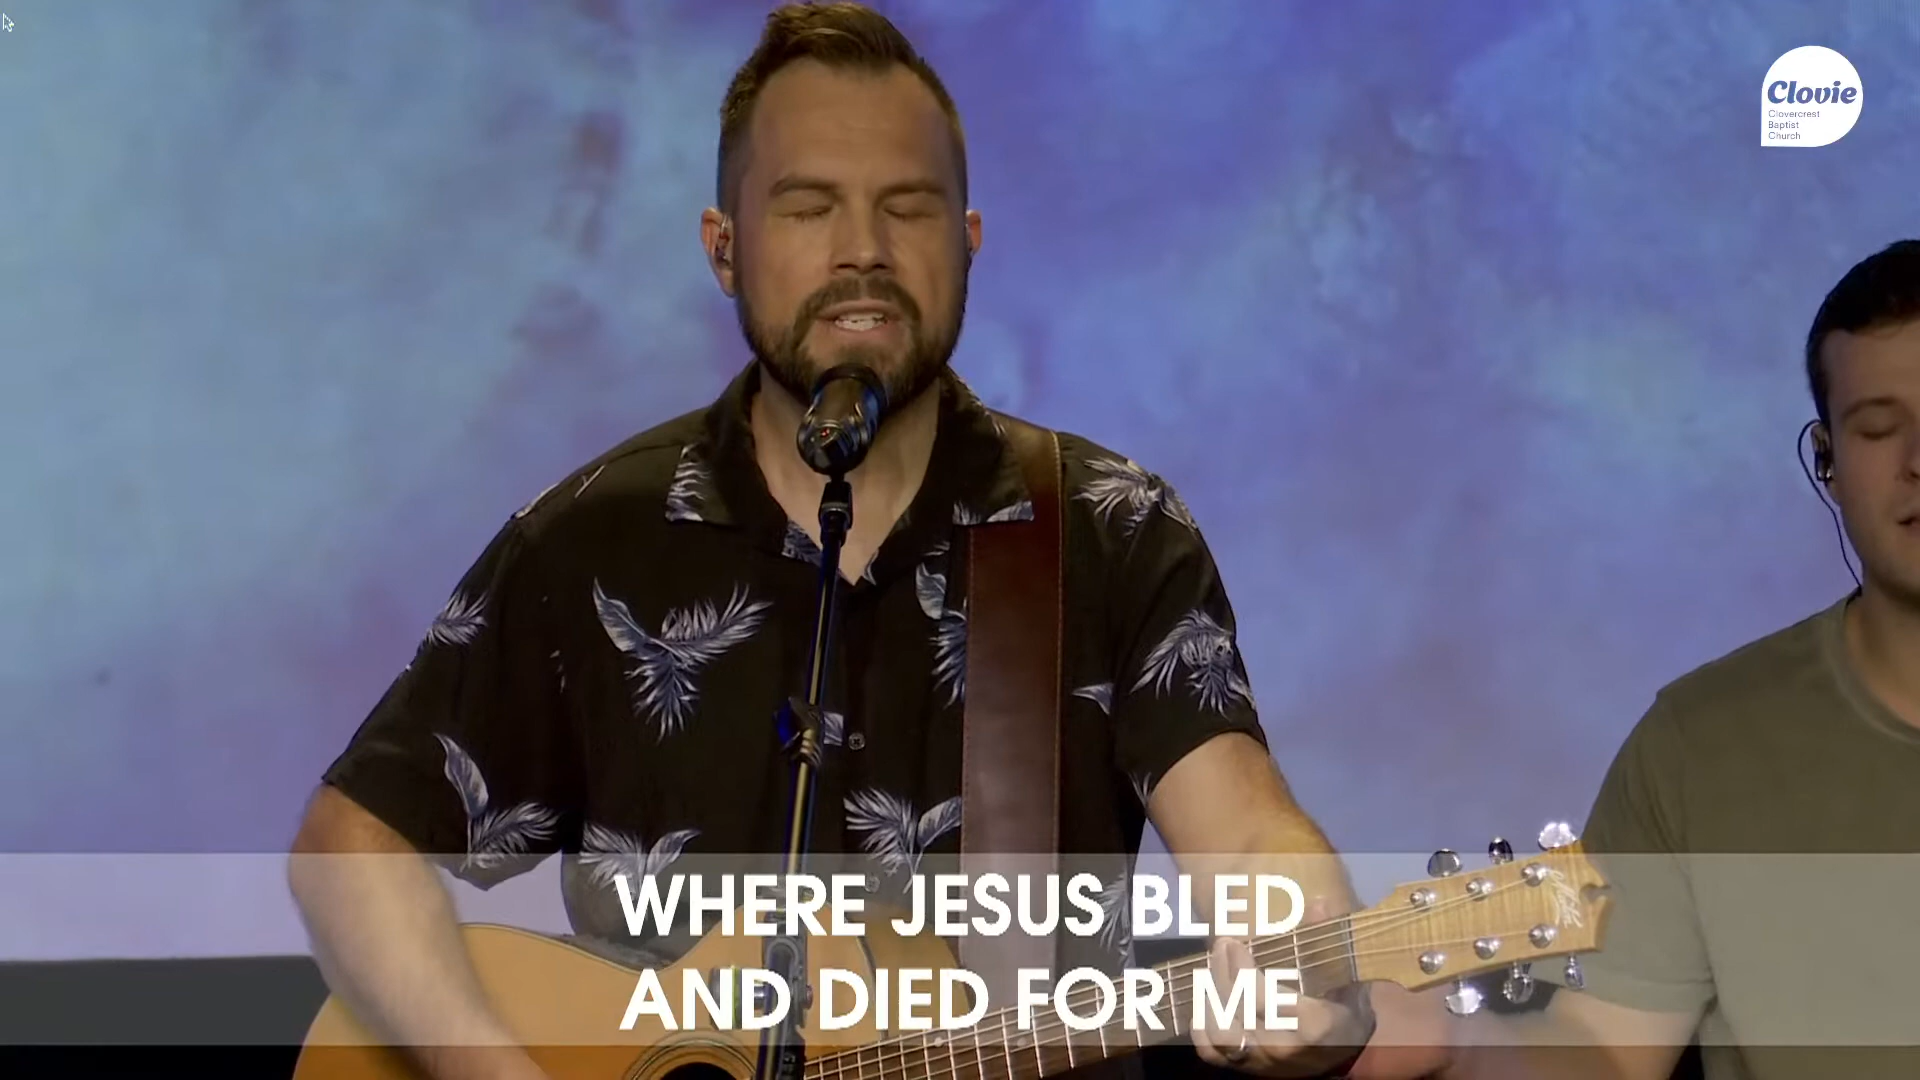 Clovie
Clovercrest
Baptist
Church
WHERE JESUS BLED
AND DIED FOR ME